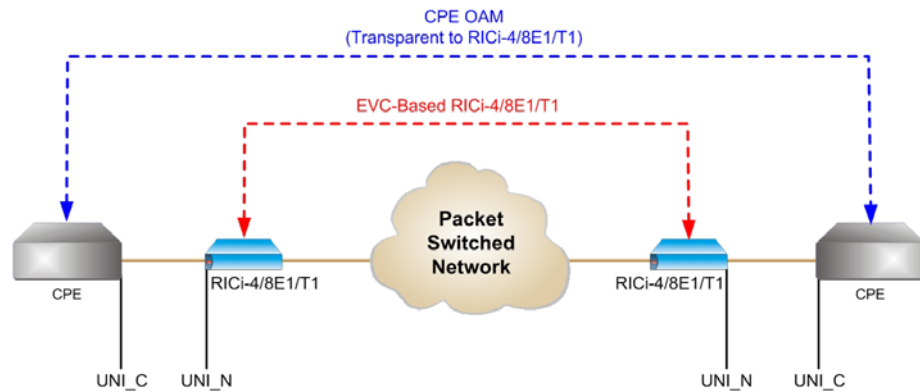 CPE OAM
(Transparent to RICi-4/8E1/T1)
EVC-Based RICi-4/8E1/T1
Packet
Switched
Network
CPE
RICi-4/8E1/T1
RICi-4/8E1/T1
CPE
UNI_C
UNI_N
UNI_N
UNI_C